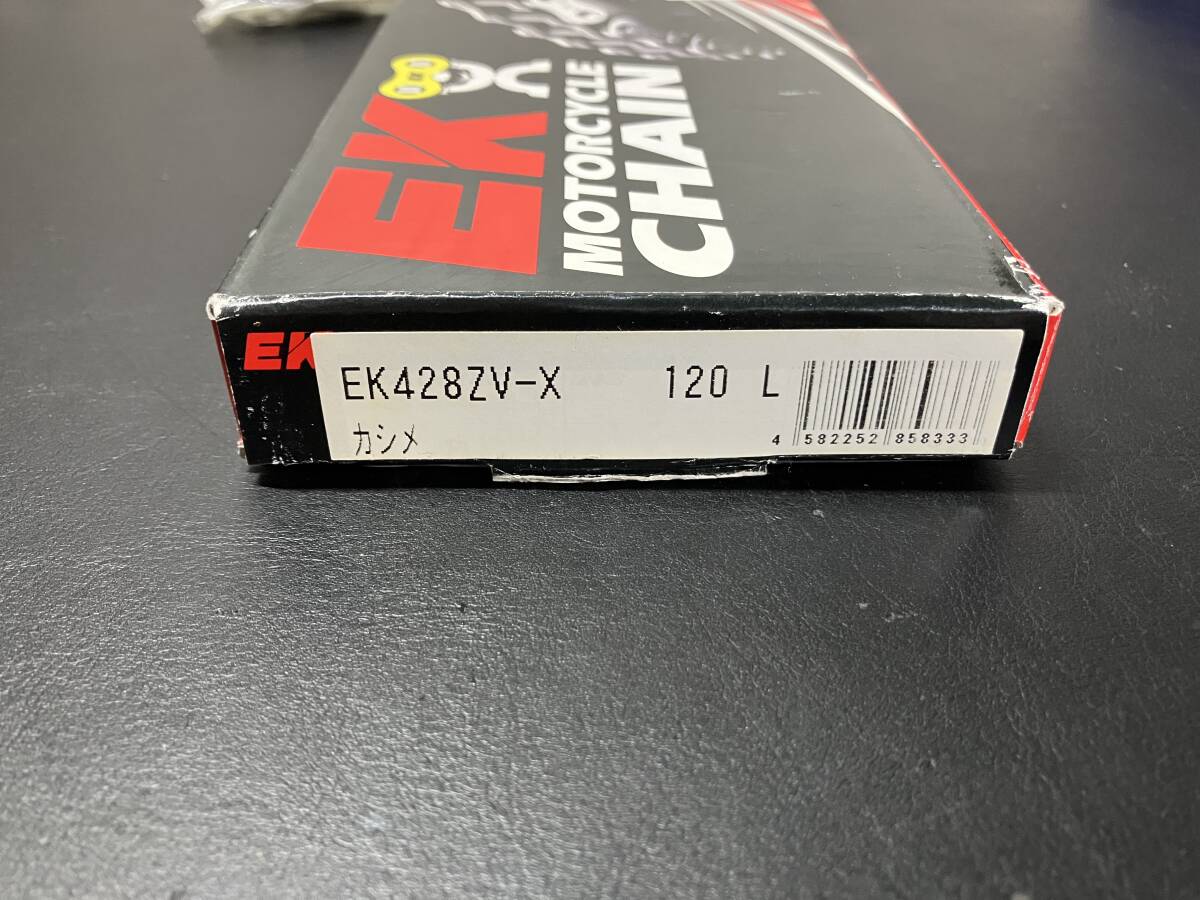 EK
MOTORCYCLE
CHAIN
EK
EK428ZV-X 120 L
カシメ
4 582252 858333